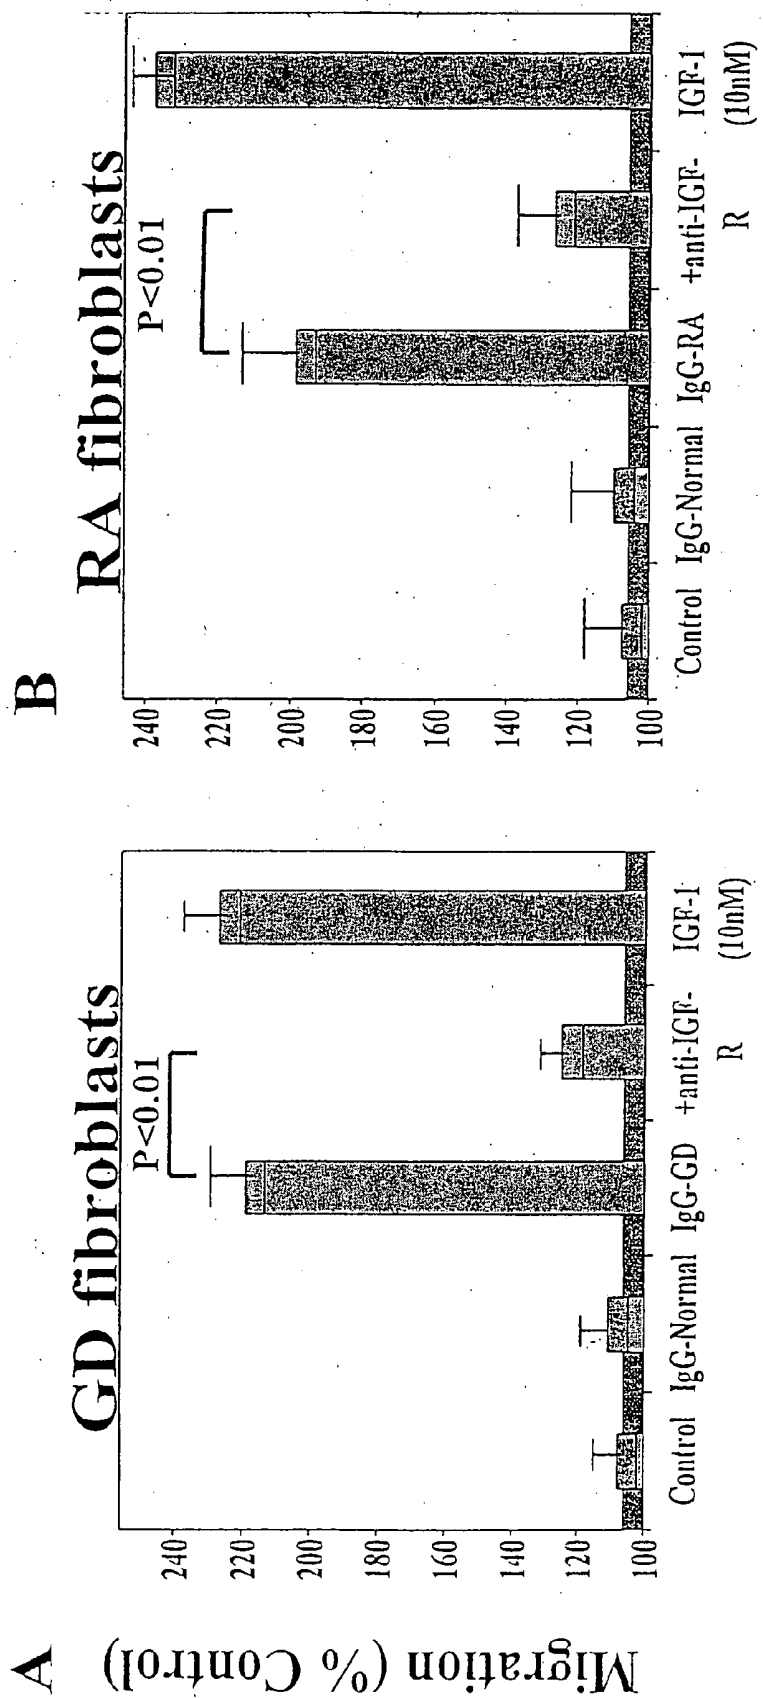 A
GD fibroblasts
Migration (% Control)
240
220
200
180
160
140
120
100
P<0.01
Control IgG-Normal IgG-GD +anti-IGF- IGF-1
R (10nM)
B
RA fibroblasts
240
220
200
180
160
140
120
100
P<0.01
Control IgG-Normal IgG-RA +anti-IGF- IGF-1
R (10nM)